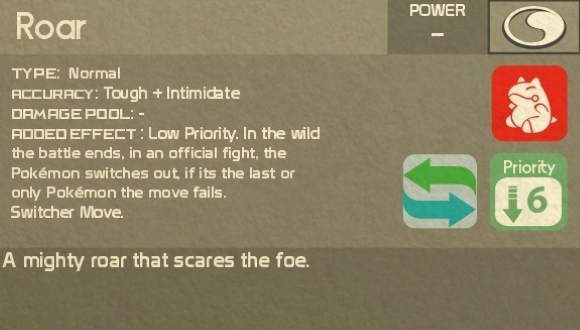 Roar
POWER
–
TYPE: Normal
ACCURACY: Tough + Intimidate
DAMAGE POOL: -
ADDED EFFECT : Low Priority. In the wild
the battle ends, in an official fight, the
Pokémon switches out, if its the last or
only Pokémon the move fails.
Switcher Move.
Priority
6
A mighty roar that scares the foe.